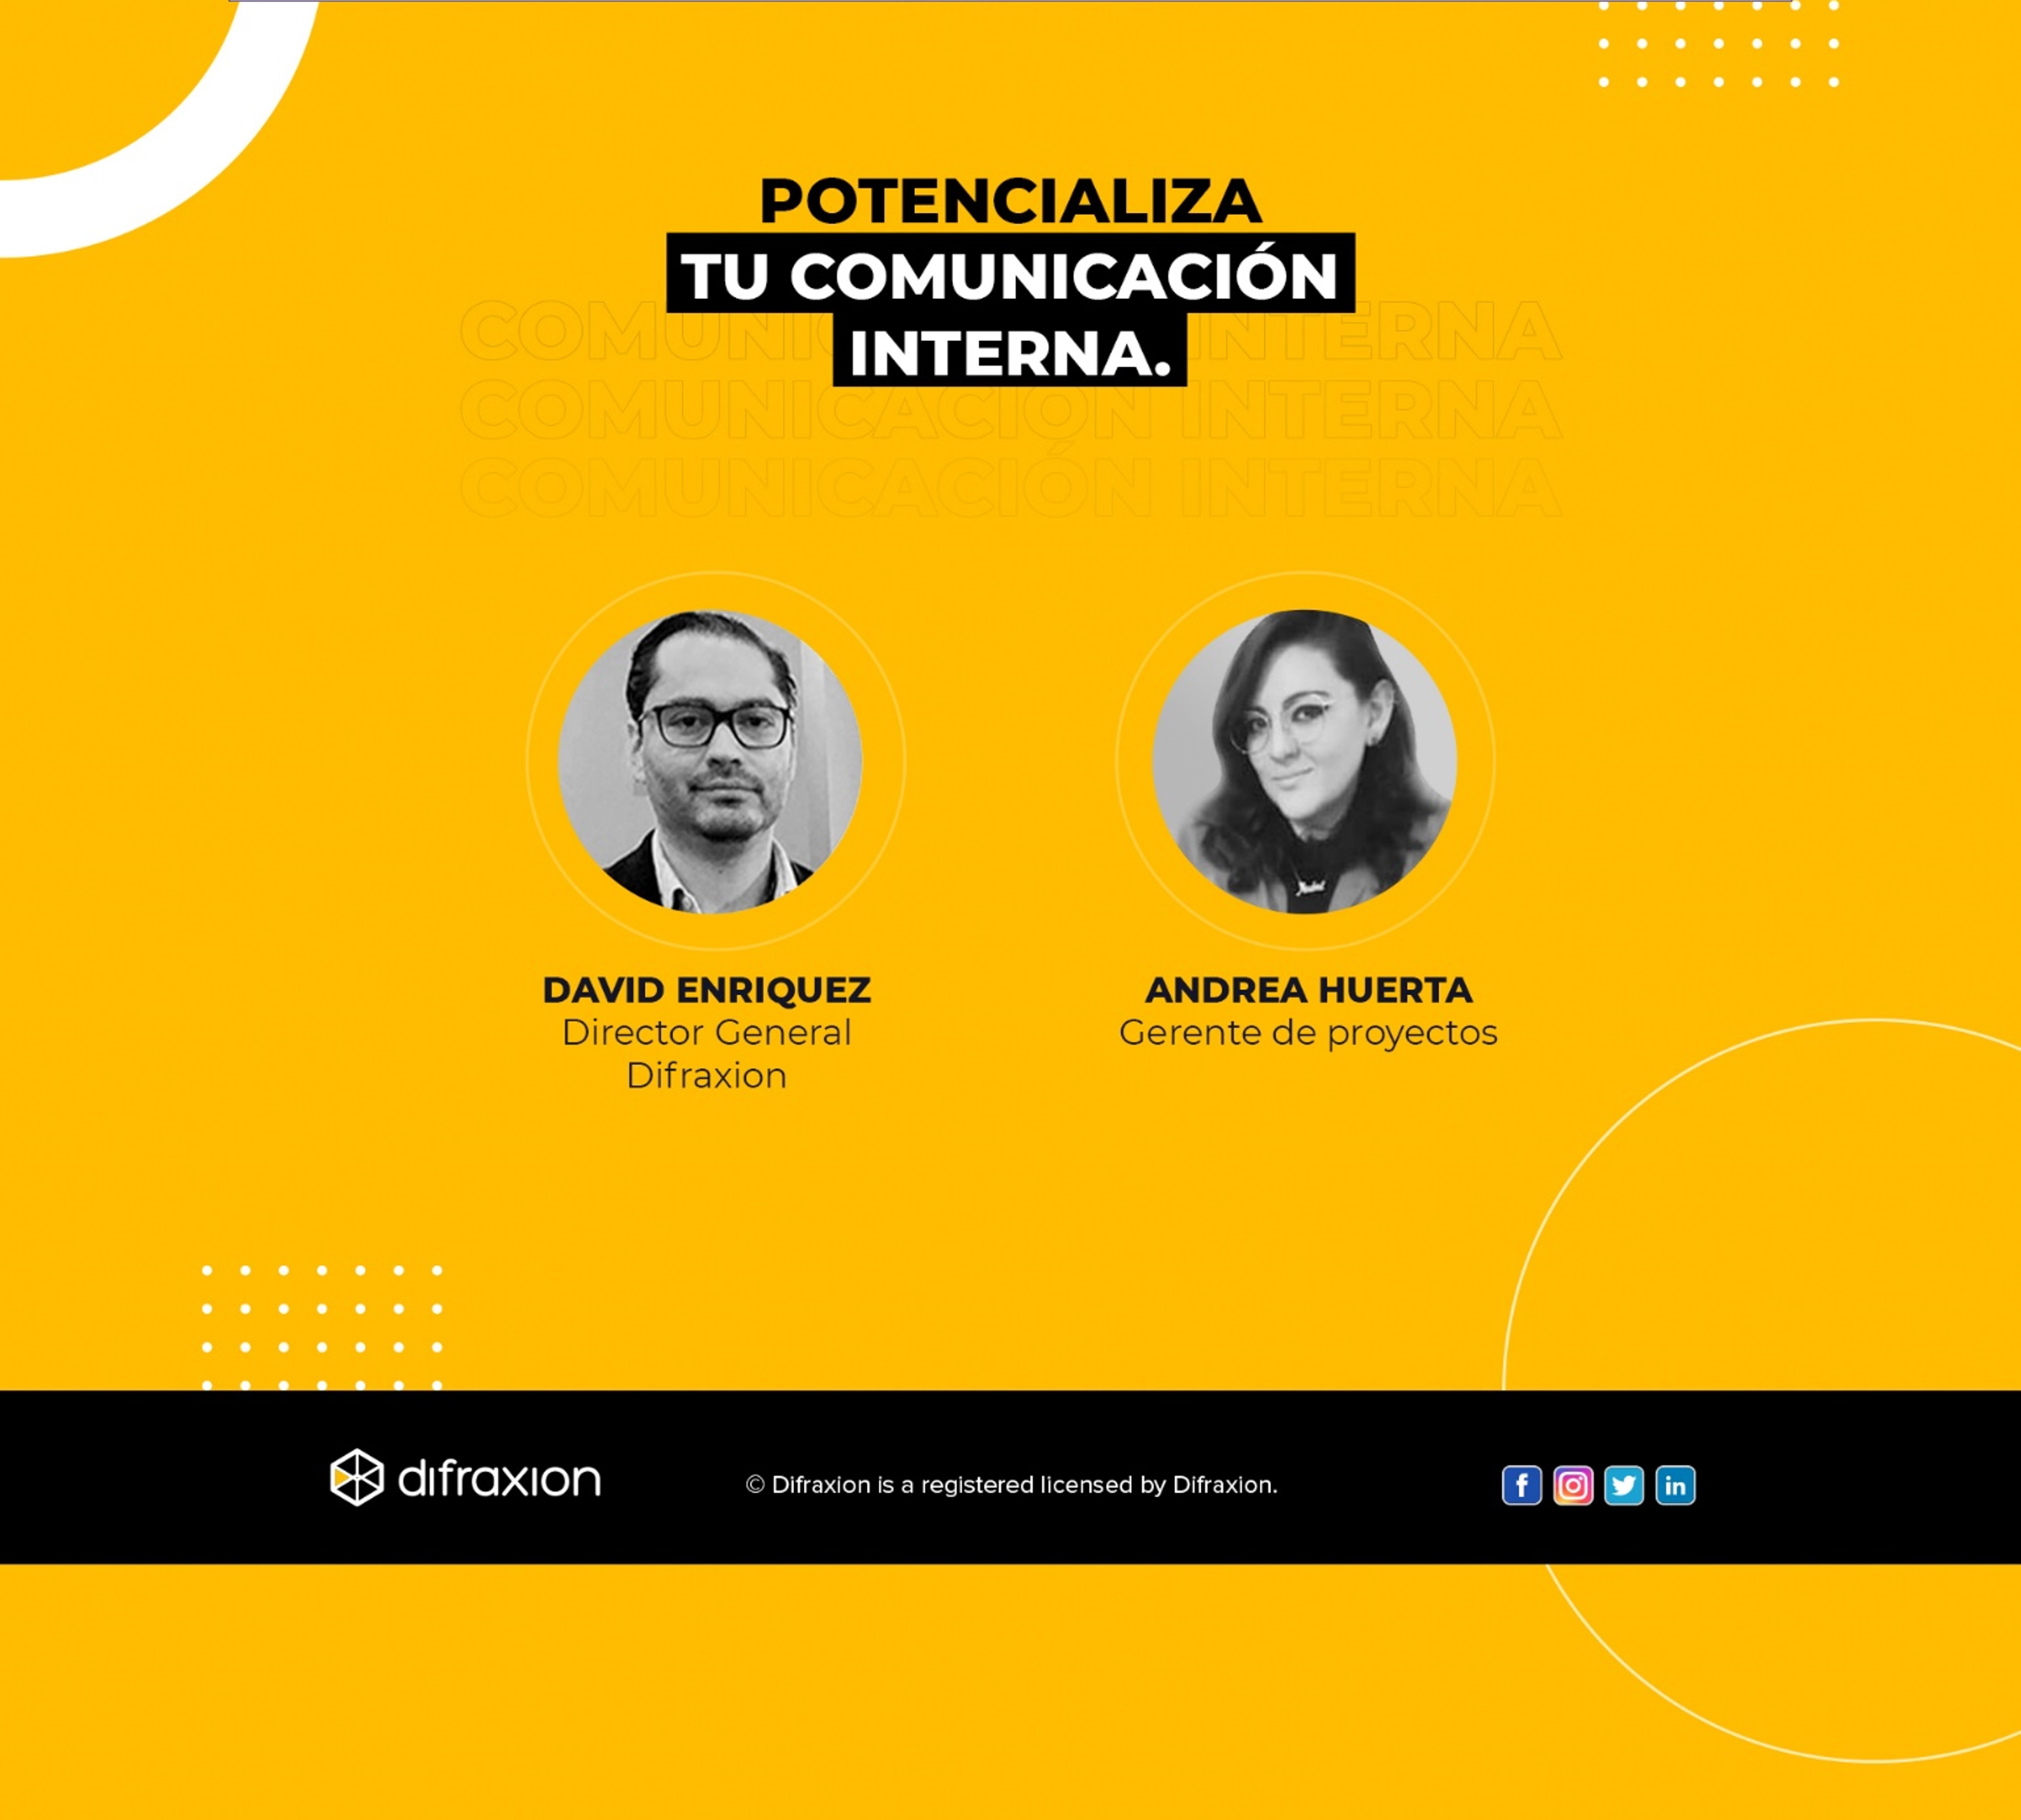 POTENCIALIZA
TU COMUNICACIÓN
INTERNA.
COMUNICACIÓN INTERNA
COMUNICACIÓN INTERNA
COMUNICACIÓN INTERNA
DAVID ENRIQUEZ
Director General
Difraxion
ANDREA HUERTA
Gerente de proyectos
difraxion
© Difraxion is a registered licensed by Difraxion.